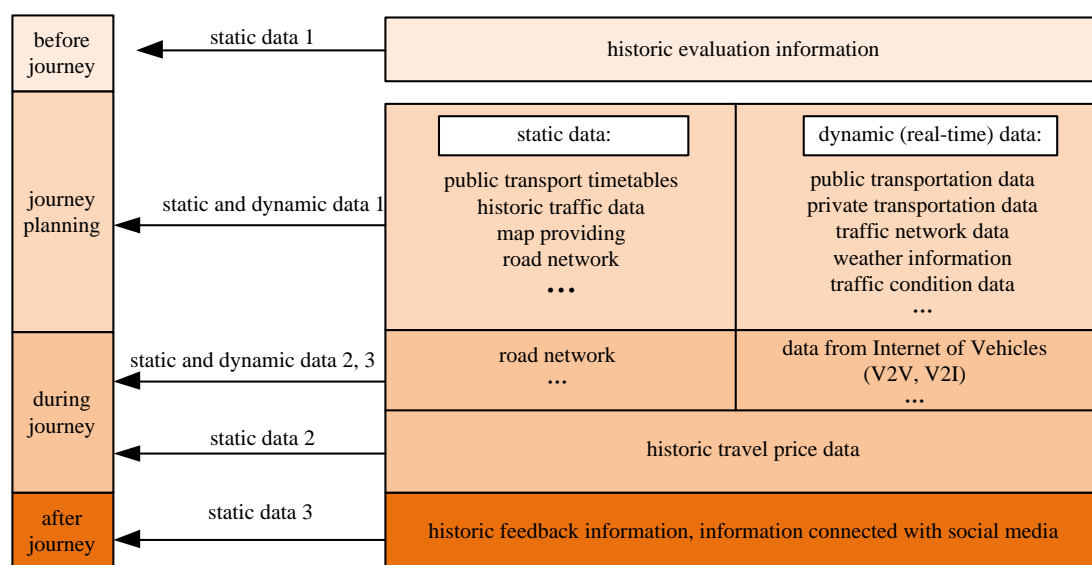 before
journey
static data 1
historic evaluation information
journey
planning
static and dynamic data 1
static data:
public transport timetables
historic traffic data
map providing
road network
...
dynamic (real-time) data:
public transportation data
private transportation data
traffic network data
weather information
traffic condition data
...
during
journey
static and dynamic data 2, 3
road network
...
data from Internet of Vehicles
(V2V, V2I)
...
static data 2
historic travel price data
after
journey
static data 3
historic feedback information, information connected with social media